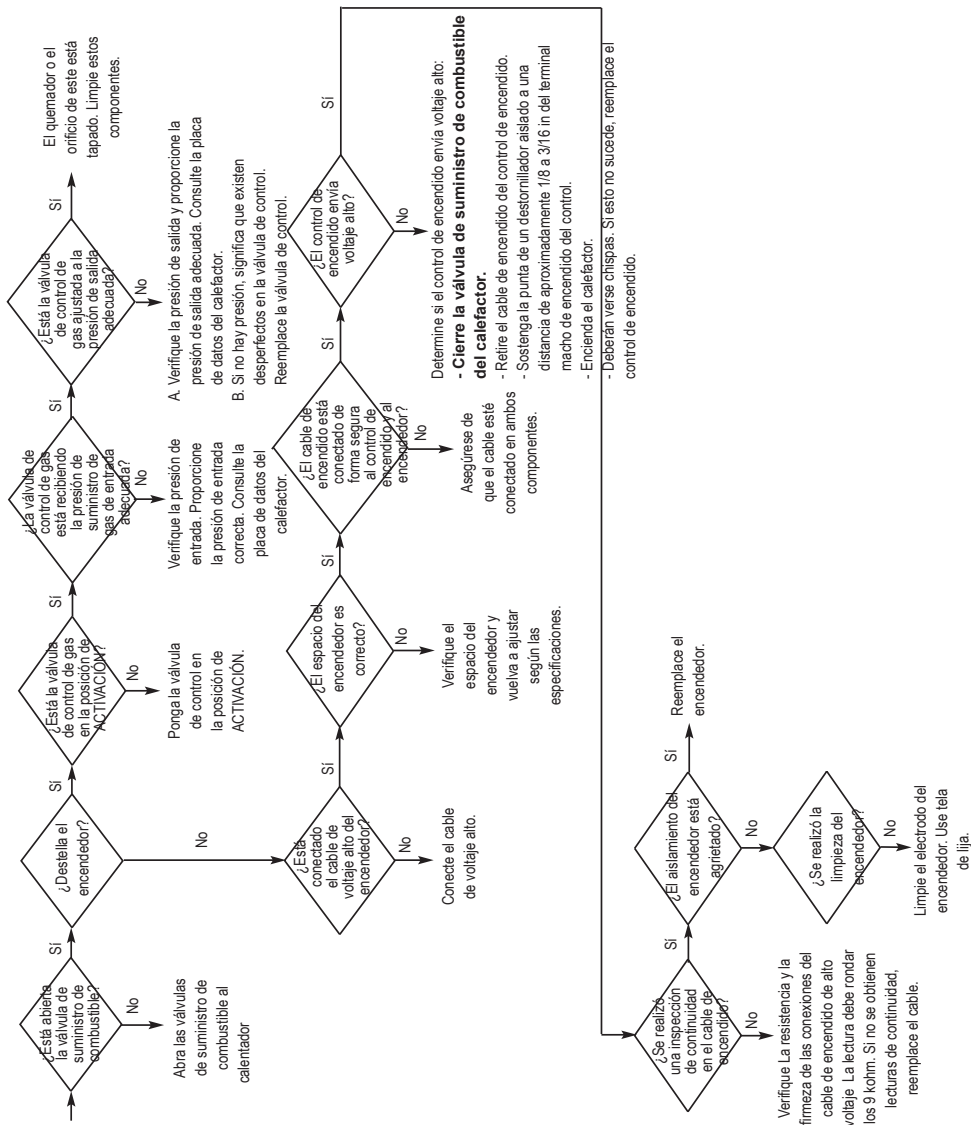 ¿Está abierta
la válvula de
suministro de
combustible?
No
Abra las válvulas
de suministro de
combustible al
calentador
Sí
¿Destella el
encendedor?
No
Sí
¿Está la válvula
de control de gas
en la posición de
ACTIVACIÓN?
No
Ponga la válvula
de control en
la posición de
ACTIVACIÓN.
Sí
¿La válvula de
control de gas
está recibiendo
la presión de
suministro de
gas de entrada
adecuada?
No
Verifique la presión de
entrada. Proporcione
la presión de entrada
correcta. Consulte la
placa de datos del
calefactor.
Sí
¿Está la válvula
de control de
gas ajustada a la
presión de salida
adecuada?
No
A. Verifique la presión de salida y proporcione la
presión de salida adecuada. Consulte la placa
de datos del calefactor.
B. Si no hay presión, significa que existen
desperfectos en la válvula de control.
Reemplace la válvula de control.
Sí
El quemador o el
orificio de este está
tapado. Limpie estos
componentes.
¿Está
conectado
el cable de
voltaje alto del
encendedor?
No
Conecte el cable
de voltaje alto.
Sí
¿El espacio del
encendedor es
correcto?
No
Verifique el
espacio del
encendedor y
vuelva a ajustar
según las
especificaciones.
Sí
¿El cable de
encendido está
conectado de
forma segura
al control de
encendido y al
encendedor?
No
Asegúrese de
que el cable esté
conectado en ambos
componentes.
Sí
¿El control de
encendido envía
voltaje alto?
No
Determine si el control de encendido envía voltaje alto:
- Cierre la válvula de suministro de combustible
del calefactor.
- Retire el cable de encendido del control de encendido.
- Sostenga la punta de un destornillador aislado a una
distancia de aproximadamente 1/8 a 3/16 in del terminal
macho de encendido del control.
- Encienda el calefactor.
- Deberán verse chispas. Si esto no sucede, reemplace el
control de encendido.
Sí
¿Se realizó
una inspección
de continuidad
en el cable de
encendido?
No
Verifique La resistencia y la
firmeza de las conexiones del
cable de encendido de alto
voltaje La lectura debe rondar
los 9 kohm. Si no se obtienen
lecturas de continuidad,
reemplace el cable.
Sí
¿El aislamiento del
encendedor está
agrietado?
Sí
Reemplace el
encendedor.
No
¿Se realizó la
limpieza del
encendedor?
No
Limpie el electrodo del
encendedor. Use tela
de lija.